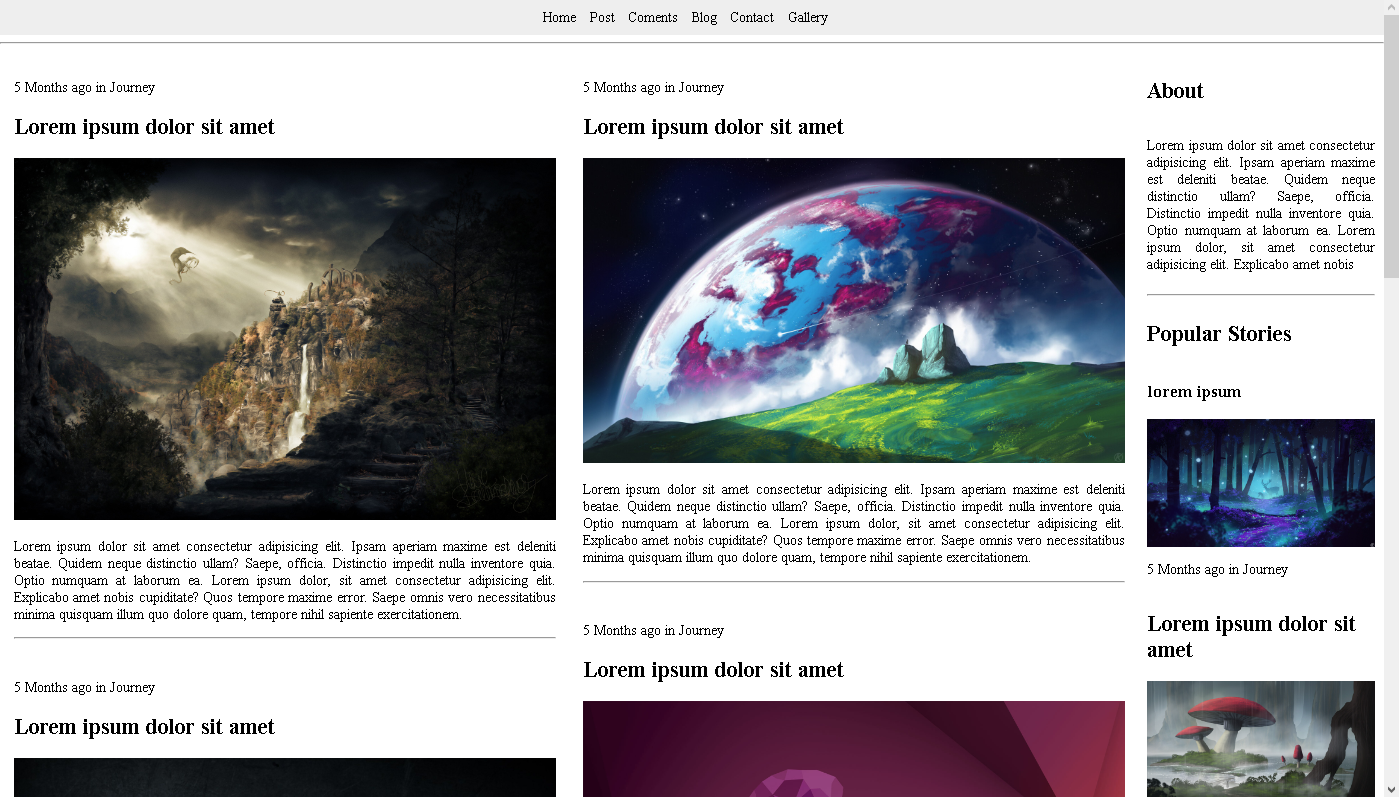 Home Post Coments Blog Contact Gallery
5 Months ago in Journey
Lorem ipsum dolor sit amet
Lorem ipsum dolor sit amet consectetur adipisicing elit. Ipsam aperiam maxime est deleniti
beatae. Quidem neque distinctio ullam? Saepe, officia. Distinctio impedit nulla inventore quia.
Optio numquam at laborum ea. Lorem ipsum dolor, sit amet consectetur adipisicing elit.
Explicabo amet nobis cupiditate? Quos tempore maxime error. Saepe omnis vero necessitatibus
minima quisquam illum quo dolore quam, tempore nihil sapiente exercitationem.
5 Months ago in Journey
Lorem ipsum dolor sit amet
5 Months ago in Journey
Lorem ipsum dolor sit amet
Lorem ipsum dolor sit amet consectetur adipisicing elit. Ipsam aperiam maxime est deleniti
beatae. Quidem neque distinctio ullam? Saepe, officia. Distinctio impedit nulla inventore quia.
Optio numquam at laborum ea. Lorem ipsum dolor, sit amet consectetur adipisicing elit.
Explicabo amet nobis cupiditate? Quos tempore maxime error. Saepe omnis vero necessitatibus
minima quisquam illum quo dolore quam, tempore nihil sapiente exercitationem.
5 Months ago in Journey
Lorem ipsum dolor sit amet
About
Lorem ipsum dolor sit amet consectetur
adipisicing elit. Ipsam aperiam maxime
est deleniti beatae. Quidem neque
distinctio ullam? Saepe, officia.
Distinctio impedit nulla inventore quia.
Optio numquam at laborum ea. Lorem
ipsum dolor, sit amet consectetur
adipisicing elit. Explicabo amet nobis
Popular Stories
lorem ipsum
5 Months ago in Journey
Lorem ipsum dolor sit
amet